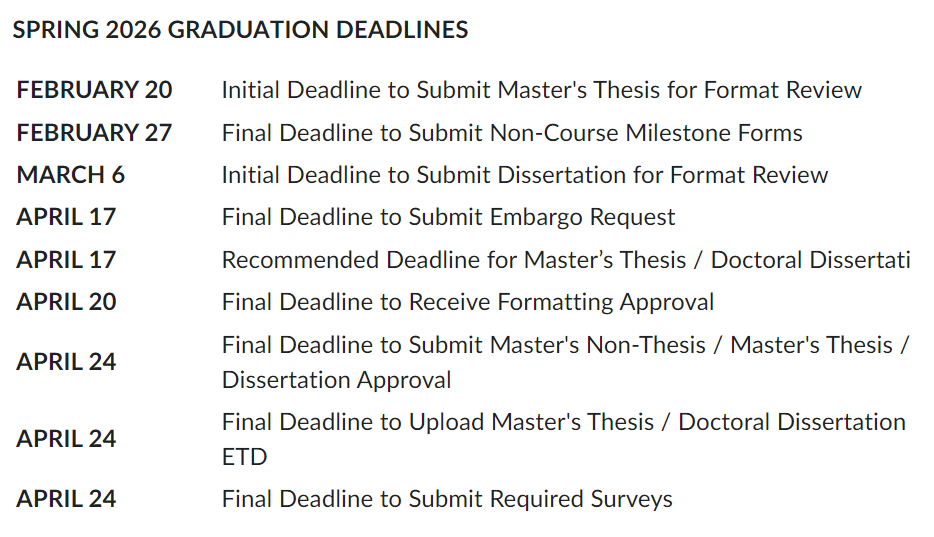 SPRING 2026 GRADUATION DEADLINES
FEBRUARY 20 Initial Deadline to Submit Master's Thesis for Format Review
FEBRUARY 27 Final Deadline to Submit Non-Course Milestone Forms
MARCH 6 Initial Deadline to Submit Dissertation for Format Review
APRIL 17 Final Deadline to Submit Embargo Request
APRIL 17 Recommended Deadline for Master’s Thesis / Doctoral Dissertati
APRIL 20 Final Deadline to Receive Formatting Approval
APRIL 24 Final Deadline to Submit Master's Non-Thesis / Master's Thesis /
Dissertation Approval
APRIL 24 Final Deadline to Upload Master's Thesis / Doctoral Dissertation
ETD
APRIL 24 Final Deadline to Submit Required Surveys